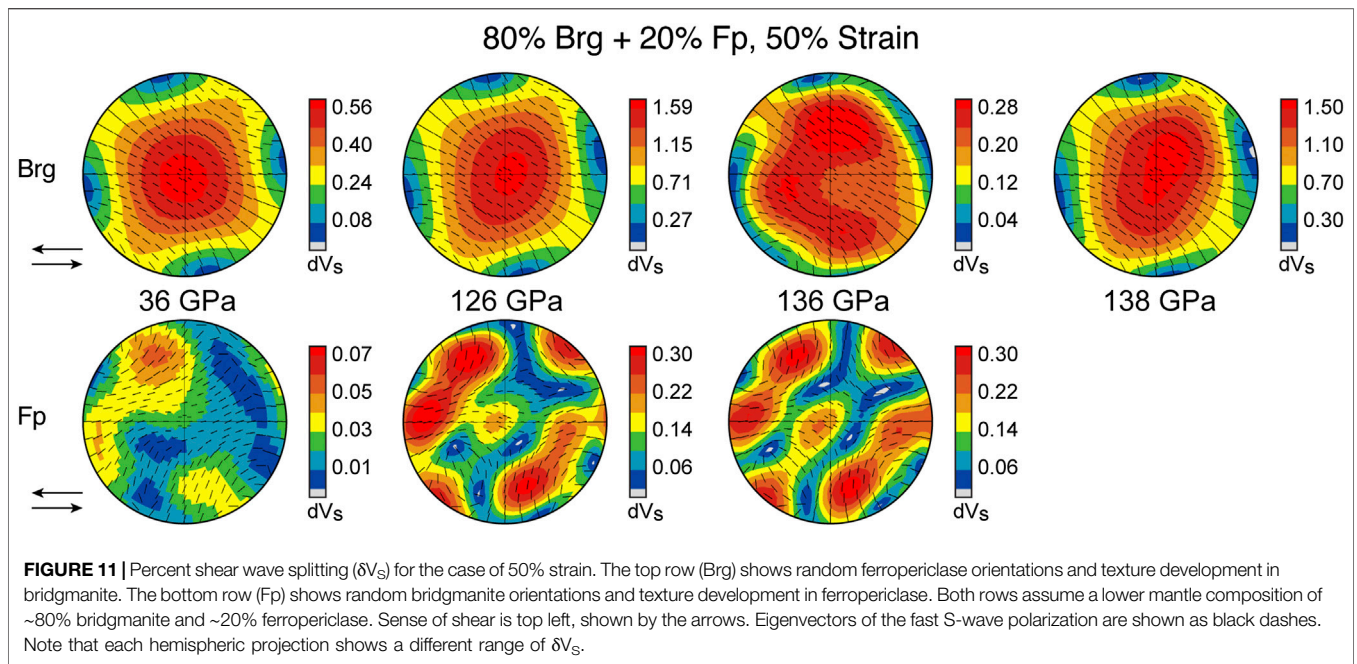 80% Brg + 20% Fp, 50% Strain
Brg
0.56
0.40
0.24
0.08
dVS
1.59
1.15
0.71
0.27
dVS
0.28
0.20
0.12
0.04
dVS
1.50
1.10
0.70
0.30
dVS
36 GPa
126 GPa
136 GPa
138 GPa
Fp
0.07
0.05
0.03
0.01
dVS
0.30
0.22
0.14
0.06
dVS
0.30
0.22
0.14
0.06
dVS
FIGURE 11 | Percent shear wave splitting (δVS) for the case of 50% strain. The top row (Brg) shows random ferropericlase orientations and texture development in
bridgmanite. The bottom row (Fp) shows random bridgmanite orientations and texture development in ferropericlase. Both rows assume a lower mantle composition of
~80% bridgmanite and ~20% ferropericlase. Sense of shear is top left, shown by the arrows. Eigenvectors of the fast S-wave polarization are shown as black dashes.
Note that each hemispheric projection shows a different range of δVS.